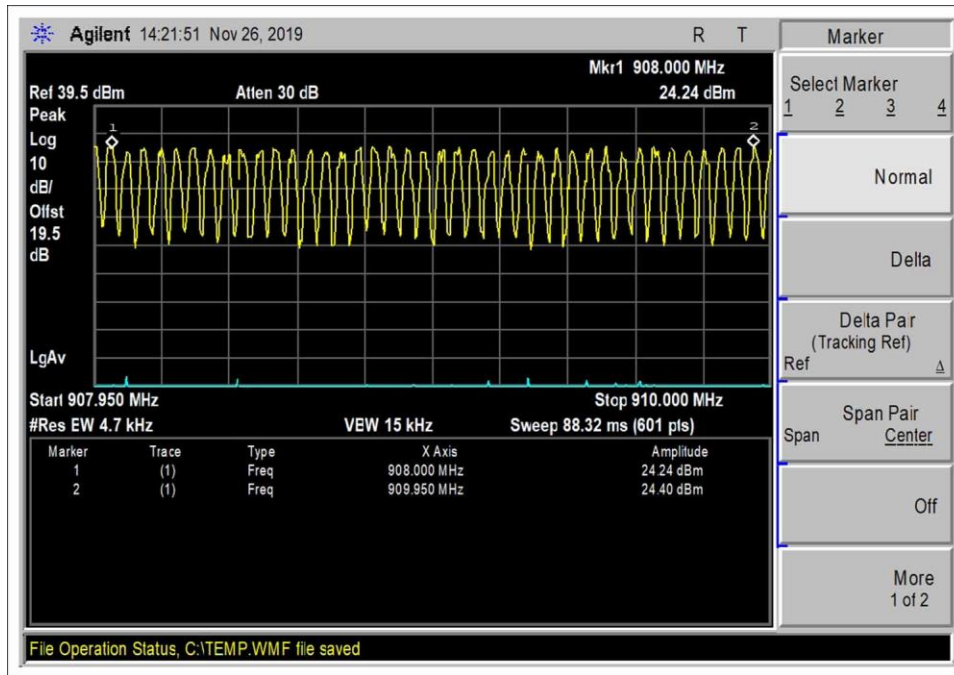 Agilent 14:21:51 Nov 26, 2019 R T
Mkr1 908.000 MHz
Ref 39.5 dBm Atten 30 dB 24.24 dBm
Peak
Log
10
dB/
Offst
19.5
dB
LgAv
1
2
Start 907.950 MHz Stop 910.000 MHz
#Res BW 4.7 kHz VBW 15 kHz Sweep 88.32 ms (601 pts)
Marker Trace Type X Axis Amplitude
1 (1) Freq 908.000 MHz 24.24 dBm
2 (1) Freq 909.950 MHz 24.40 dBm
File Operation Status, C:\TEMP.WMF file saved
Marker
Select Marker
1 2 3 4
Normal
Delta
Delta Pair
(Tracking Ref)
Ref Δ
Span Pair
Span Center
Off
More
1 of 2